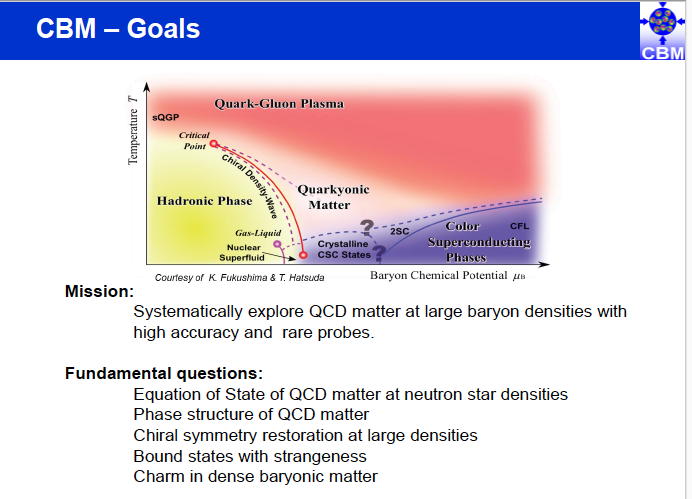 CBM – Goals
CBM
Temperature T
Quark-Gluon Plasma
sQGP
Critical
Point
Chiral Density-Wave
Quarkyonic
Matter
Hadronic Phase
Gas-Liquid
Nuclear
Superfluid
?
Crystalline
CSC States
?
2SC
Color
Superconducting
Phases
CFL
Courtesy of K. Fukushima & T. Hatsuda
Baryon Chemical Potential μB
Mission:
Systematically explore QCD matter at large baryon densities with
high accuracy and rare probes.
Fundamental questions:
Equation of State of QCD matter at neutron star densities
Phase structure of QCD matter
Chiral symmetry restoration at large densities
Bound states with strangeness
Charm in dense baryonic matter